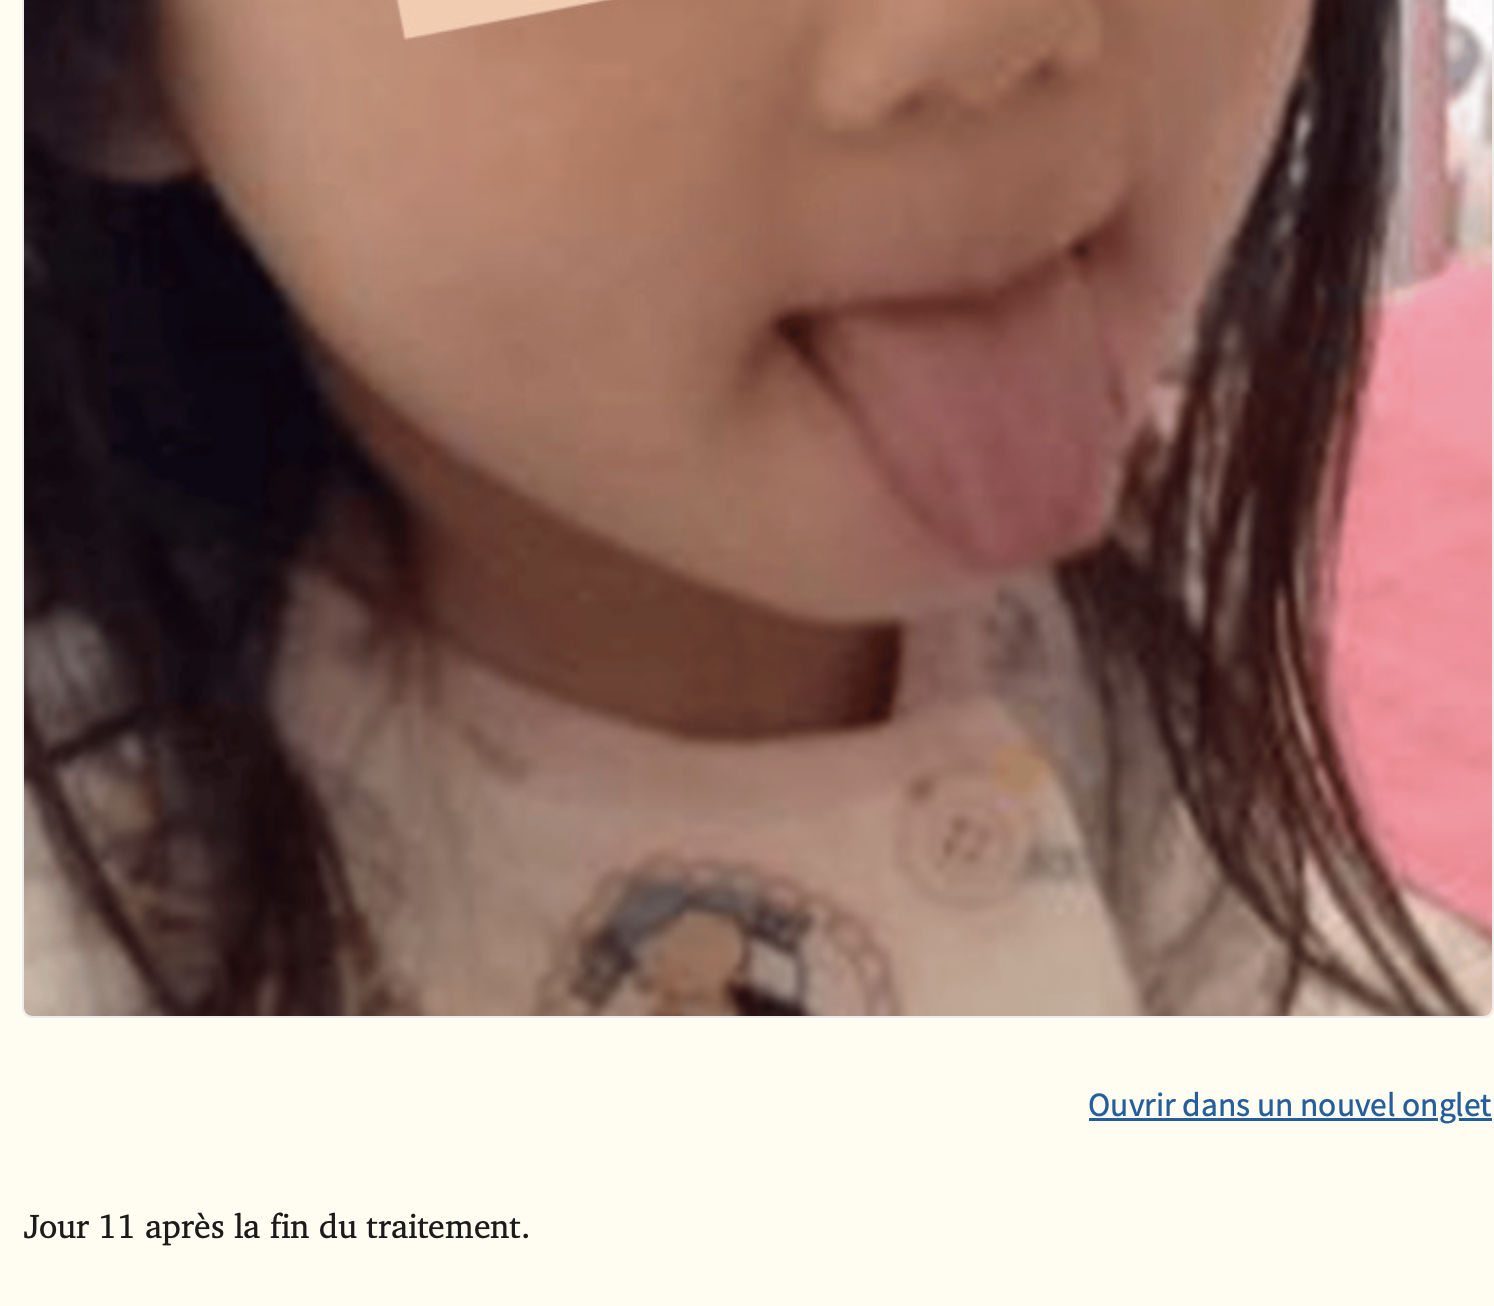 Ouvrir dans un nouvel onglet
Jour 11 après la fin du traitement.